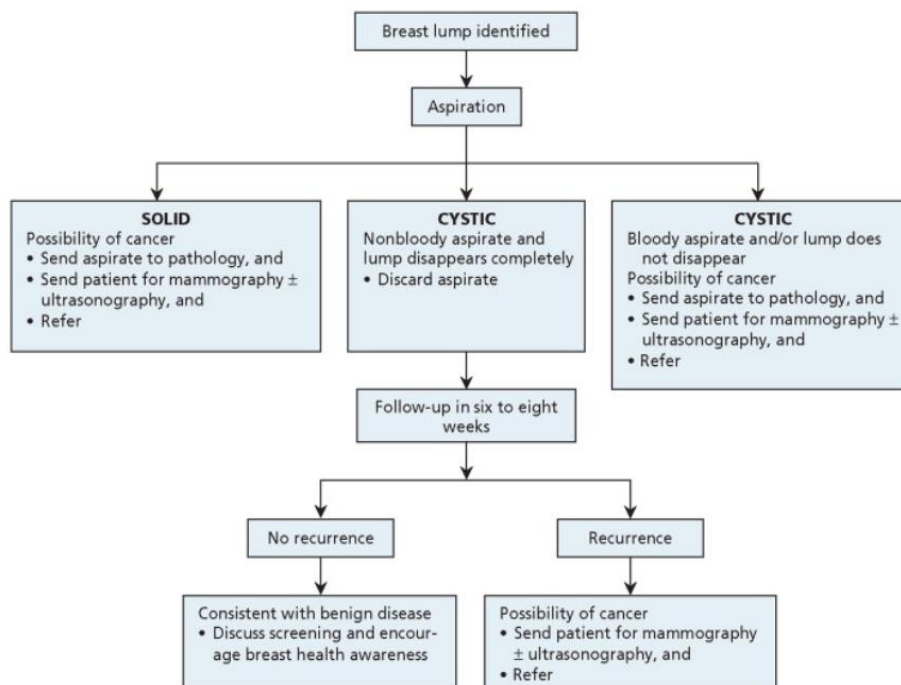 Breast lump identified
Aspiration
SOLID
Possibility of cancer
• Send aspirate to pathology, and
• Send patient for mammography ±
ultrasonography, and
• Refer
CYSTIC
Nonbloody aspirate and
lump disappears completely
• Discard aspirate
CYSTIC
Bloody aspirate and/or lump does
not disappear
Possibility of cancer
• Send aspirate to pathology, and
• Send patient for mammography ±
ultrasonography, and
• Refer
Follow-up in six to eight
weeks
No recurrence
Recurrence
Consistent with benign disease
• Discuss screening and encour-
age breast health awareness
Possibility of cancer
• Send patient for mammography
± ultrasonography, and
• Refer